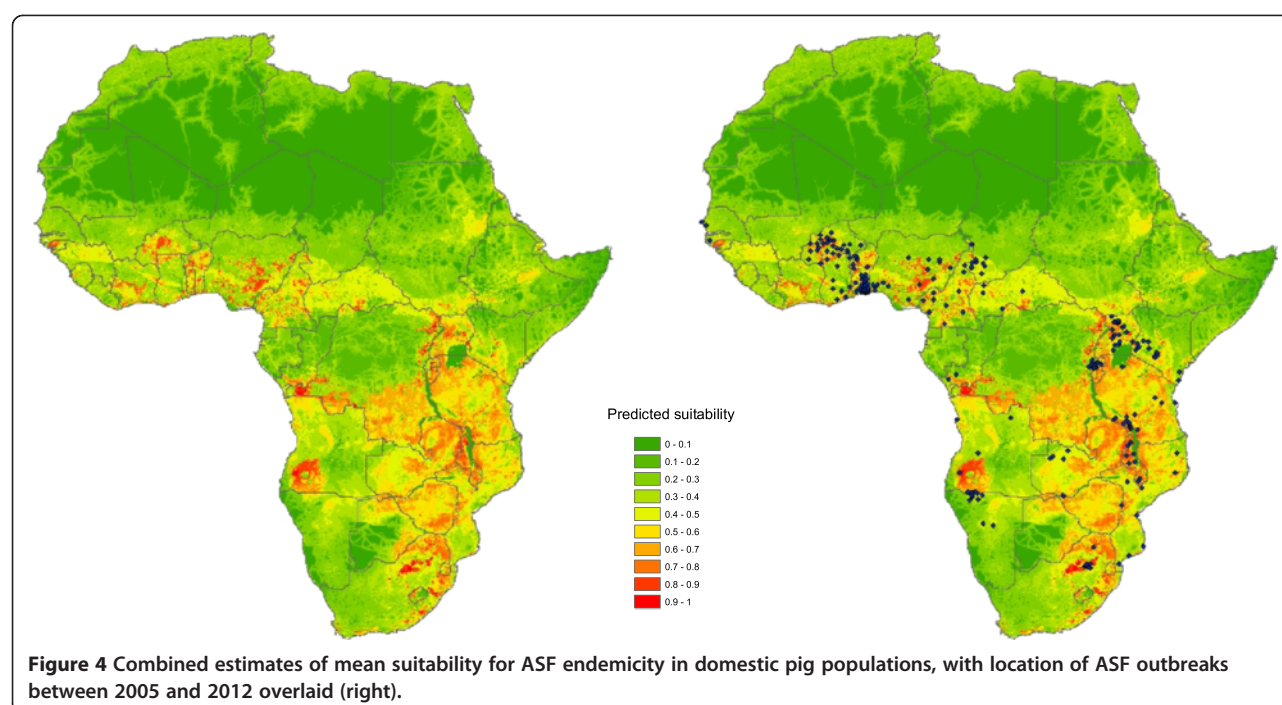 Predicted suitability
0 - 0.1
0.1 - 0.2
0.2 - 0.3
0.3 - 0.4
0.4 - 0.5
0.5 - 0.6
0.6 - 0.7
0.7 - 0.8
0.8 - 0.9
0.9 - 1
Figure 4 Combined estimates of mean suitability for ASF endemicity in domestic pig populations, with location of ASF outbreaks
between 2005 and 2012 overlaid (right).